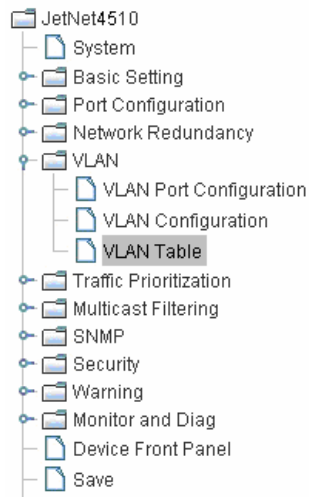 JetNet4510
System
Basic Setting
Port Configuration
Network Redundancy
VLAN
VLAN Port Configuration
VLAN Configuration
VLAN Table
Traffic Prioritization
Multicast Filtering
SNMP
Security
Warning
Monitor and Diag
Device Front Panel
Save